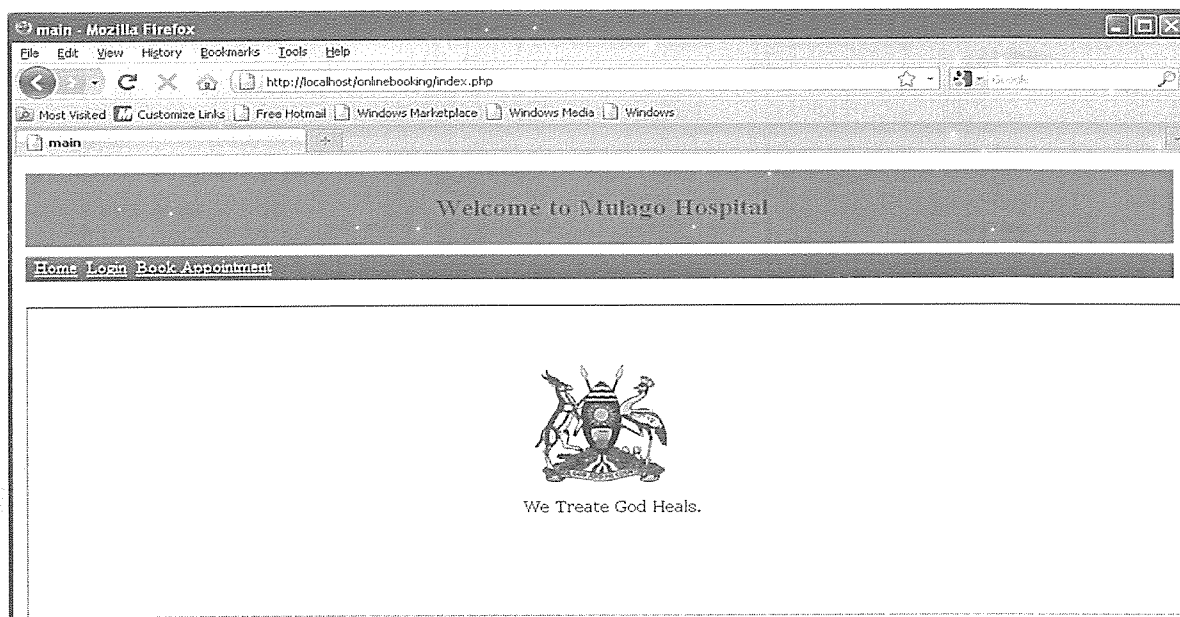 main - Mozilla Firefox
File Edit View History Bookmarks Tools Help
http://localhost/onlinebooking/index.php
Google
Most Visited Customize Links Free Hotmail Windows Marketplace Windows Media Windows
main
Welcome to Mulago Hospital
Home Login Book Appointment
We Treate God Heals.